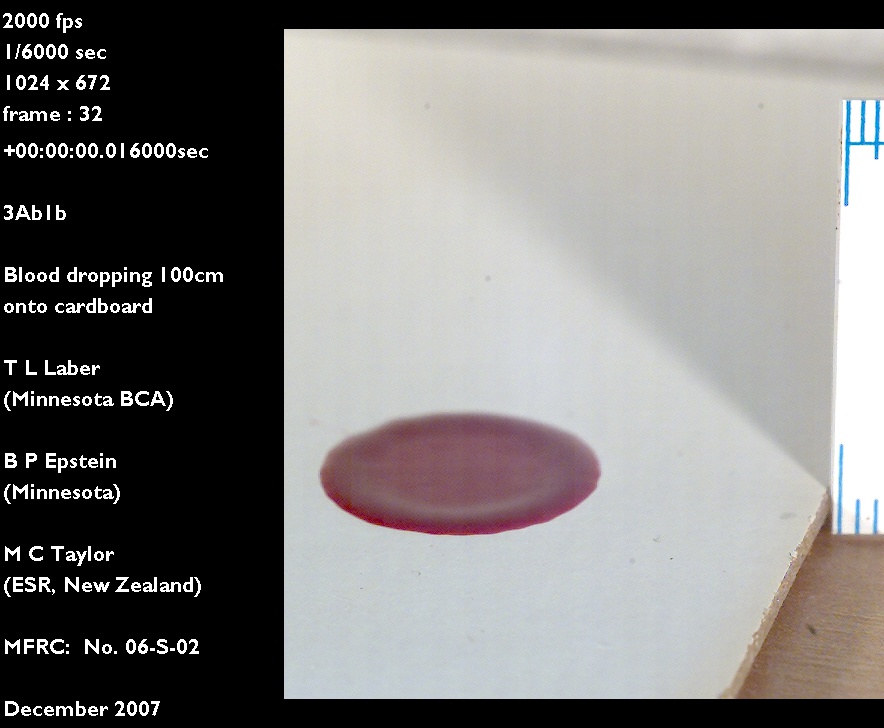 2000 fps
1/6000 sec
1024 x 672
frame : 32
+00:00:00.016000sec
3Ab1b
Blood dropping 100cm
onto cardboard
T L Laber
(Minnesota BCA)
B P Epstein
(Minnesota)
M C Taylor
(ESR, New Zealand)
MFRC:  No. 06-S-02
December 2007